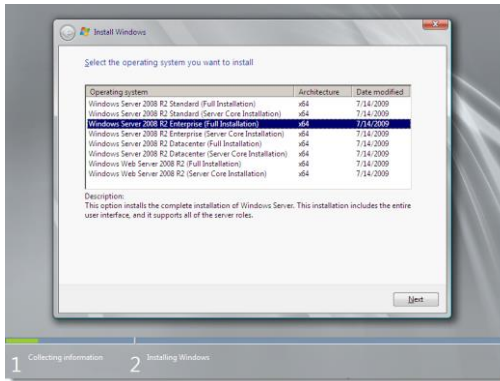 Install Windows
Select the operating system you want to install
Operating system Architecture Date modified
Windows Server 2008 R2 Standard (Full Installation) x64 7/14/2009
Windows Server 2008 R2 Standard (Server Core Installation) x64 7/14/2009
Windows Server 2008 R2 Enterprise (Full Installation) x64 7/14/2009
Windows Server 2008 R2 Enterprise (Server Core Installation) x64 7/14/2009
Windows Server 2008 R2 Datacenter (Full Installation) x64 7/14/2009
Windows Server 2008 R2 Datacenter (Server Core Installation) x64 7/14/2009
Windows Web Server 2008 R2 (Full Installation) x64 7/14/2009
Windows Web Server 2008 R2 (Server Core Installation) x64 7/14/2009
Description:
This option installs the complete installation of Windows Server. This installation includes the entire
user interface, and it supports all of the server roles.
Next
1 Collecting information 2 Installing Windows